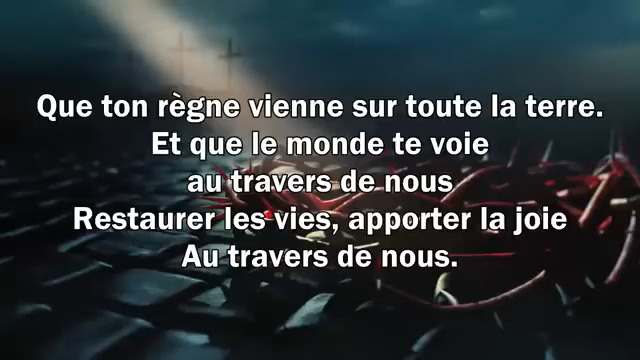 Que ton règne vienne sur toute la terre.
Et que le monde te voie
au travers de nous
Restaurer les vies, apporter la joie
Au travers de nous.